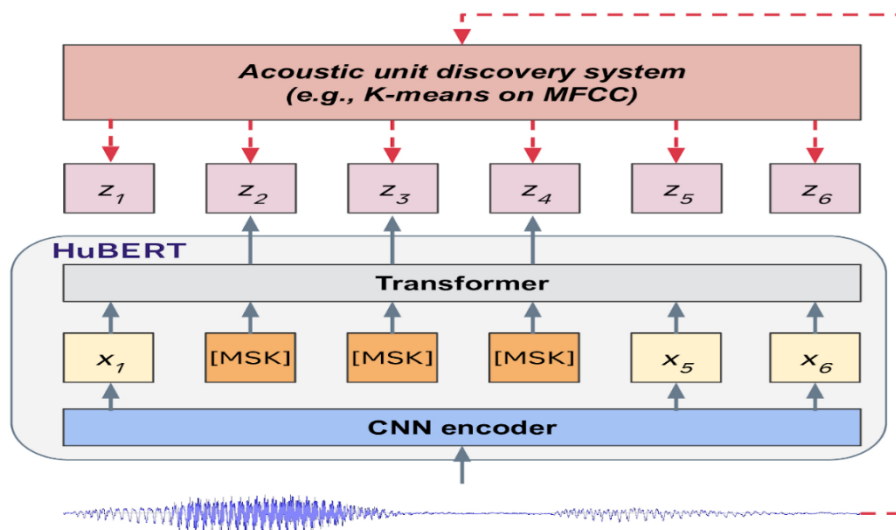 Acoustic unit discovery system
(e.g., K-means on MFCC)
z1 z2 z3 z4 z5 z6
HuBERT
Transformer
x1 [MSK] [MSK] [MSK] x5 x6
CNN encoder